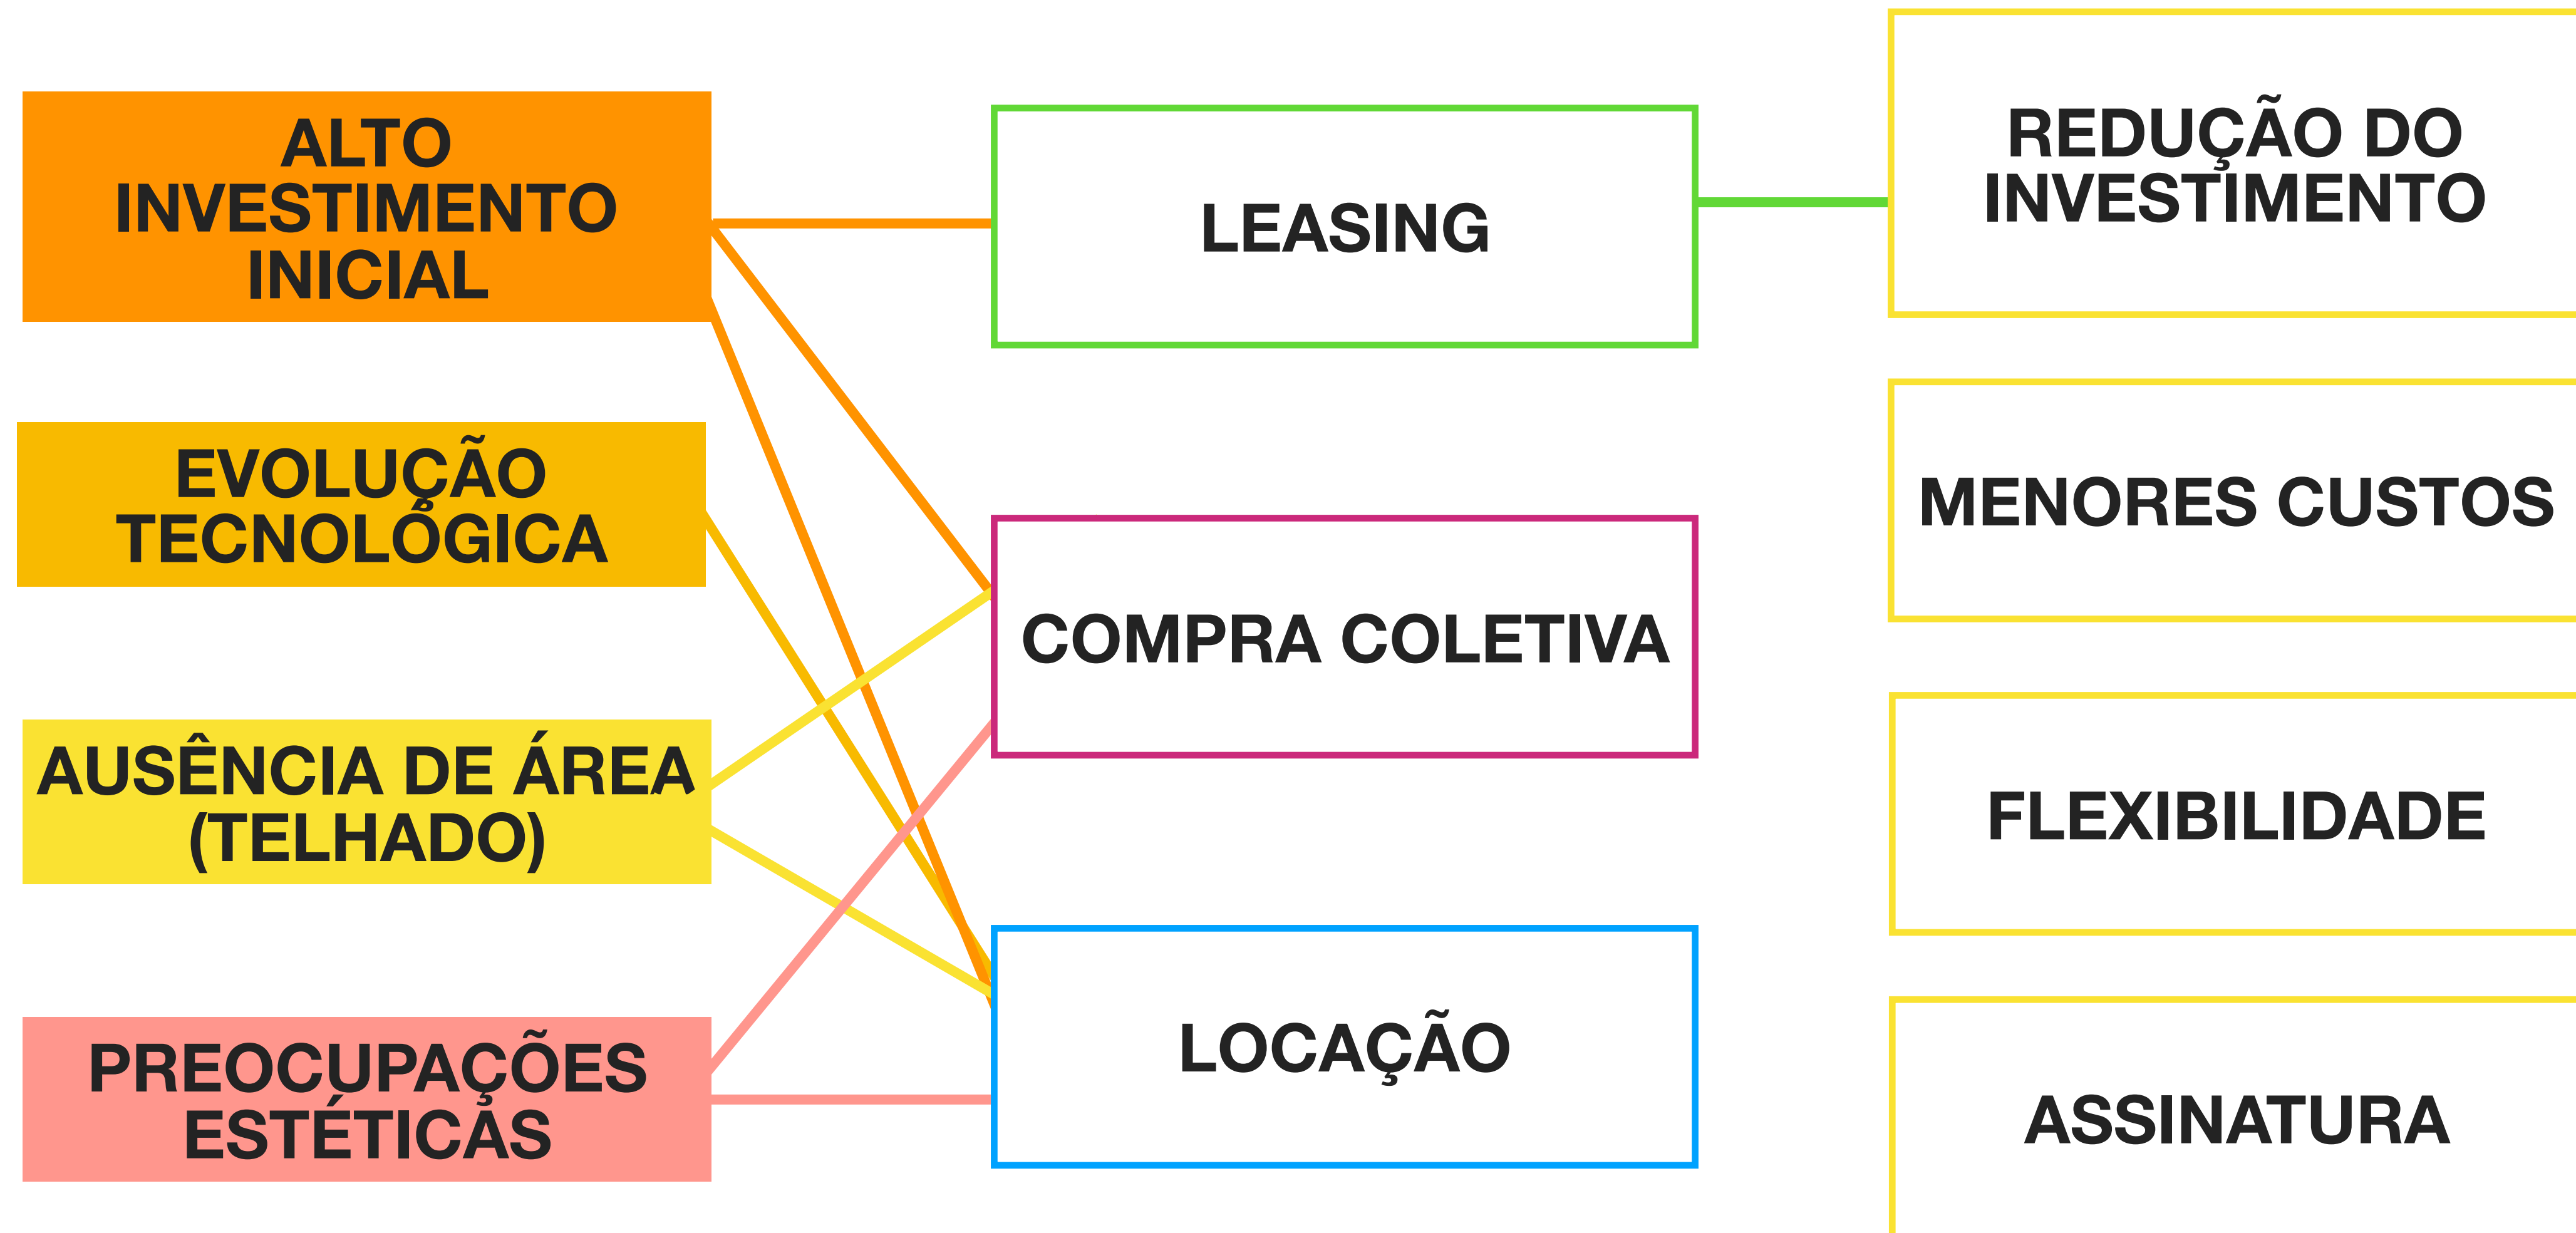 ALTO
INVESTIMENTO
INICIAL
EVOLUÇÃO
TECNOLÓGICA
AUSÊNCIA DE ÁREA
(TELHADO)
PREOCUPAÇÕES
ESTÉTICAS
LEASING
COMPRA COLETIVA
LOCAÇÃO
REDUÇÃO DO
INVESTIMENTO
MENORES CUSTOS
FLEXIBILIDADE
ASSINATURA